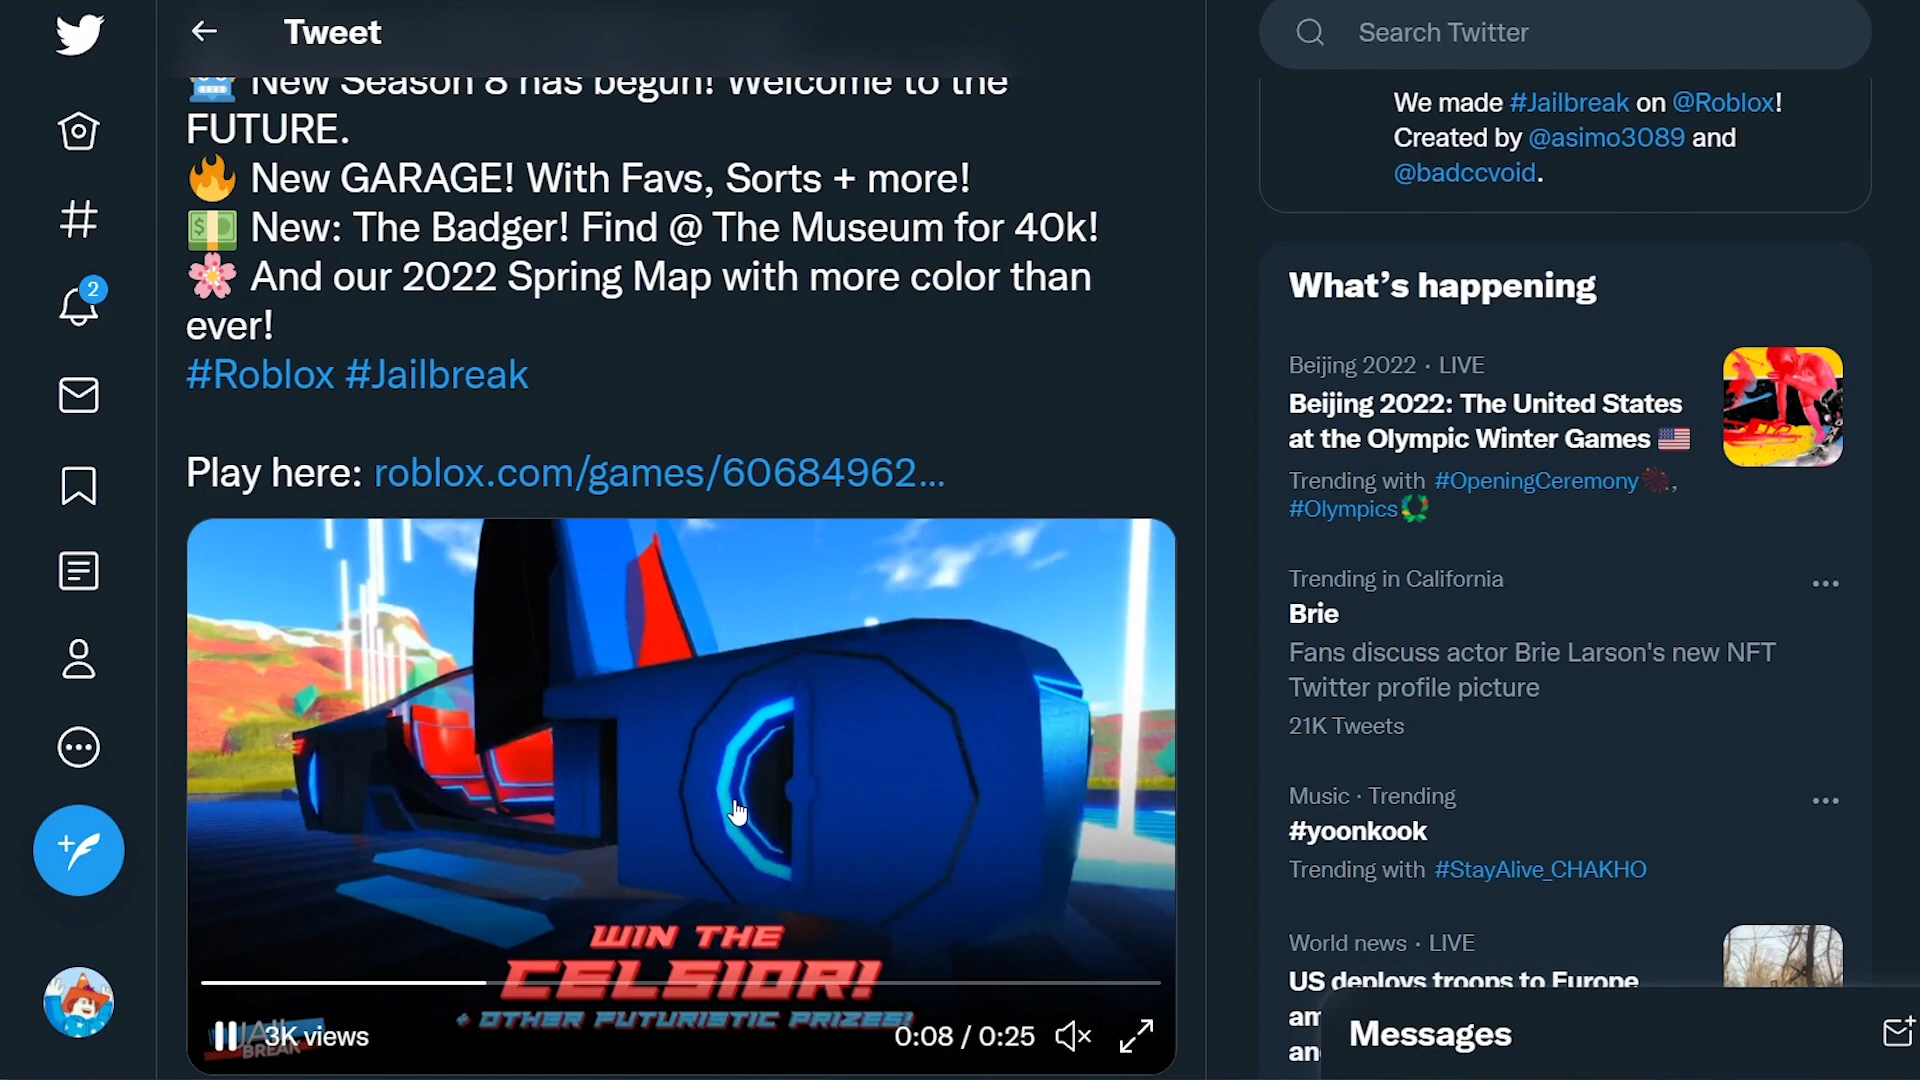 Tweet
New Season 8 has begun! Welcome to the
FUTURE.
🔥 New GARAGE! With Favs, Sorts + more!
💵 New: The Badger! Find @ The Museum for 40k!
🌸 And our 2022 Spring Map with more color than
ever!
#Roblox #Jailbreak
Play here: roblox.com/games/60684962...
WIN THE
CELSIOR!
+ OTHER FUTURISTIC PRIZES!
JAIL
BREAK
3K views
0:08 / 0:25
2
Search Twitter
We made #Jailbreak on @Roblox!
Created by @asimo3089 and
@badccvoid.
What's happening
Beijing 2022 · LIVE
Beijing 2022: The United States
at the Olympic Winter Games 🇺🇸
Trending with #OpeningCeremony,
#Olympics
Trending in California
Brie
Fans discuss actor Brie Larson's new NFT
Twitter profile picture
21K Tweets
Music · Trending
#yoonkook
Trending with #StayAlive_CHAKHO
World news · LIVE
US deploys troops to Europe
am
an
Messages